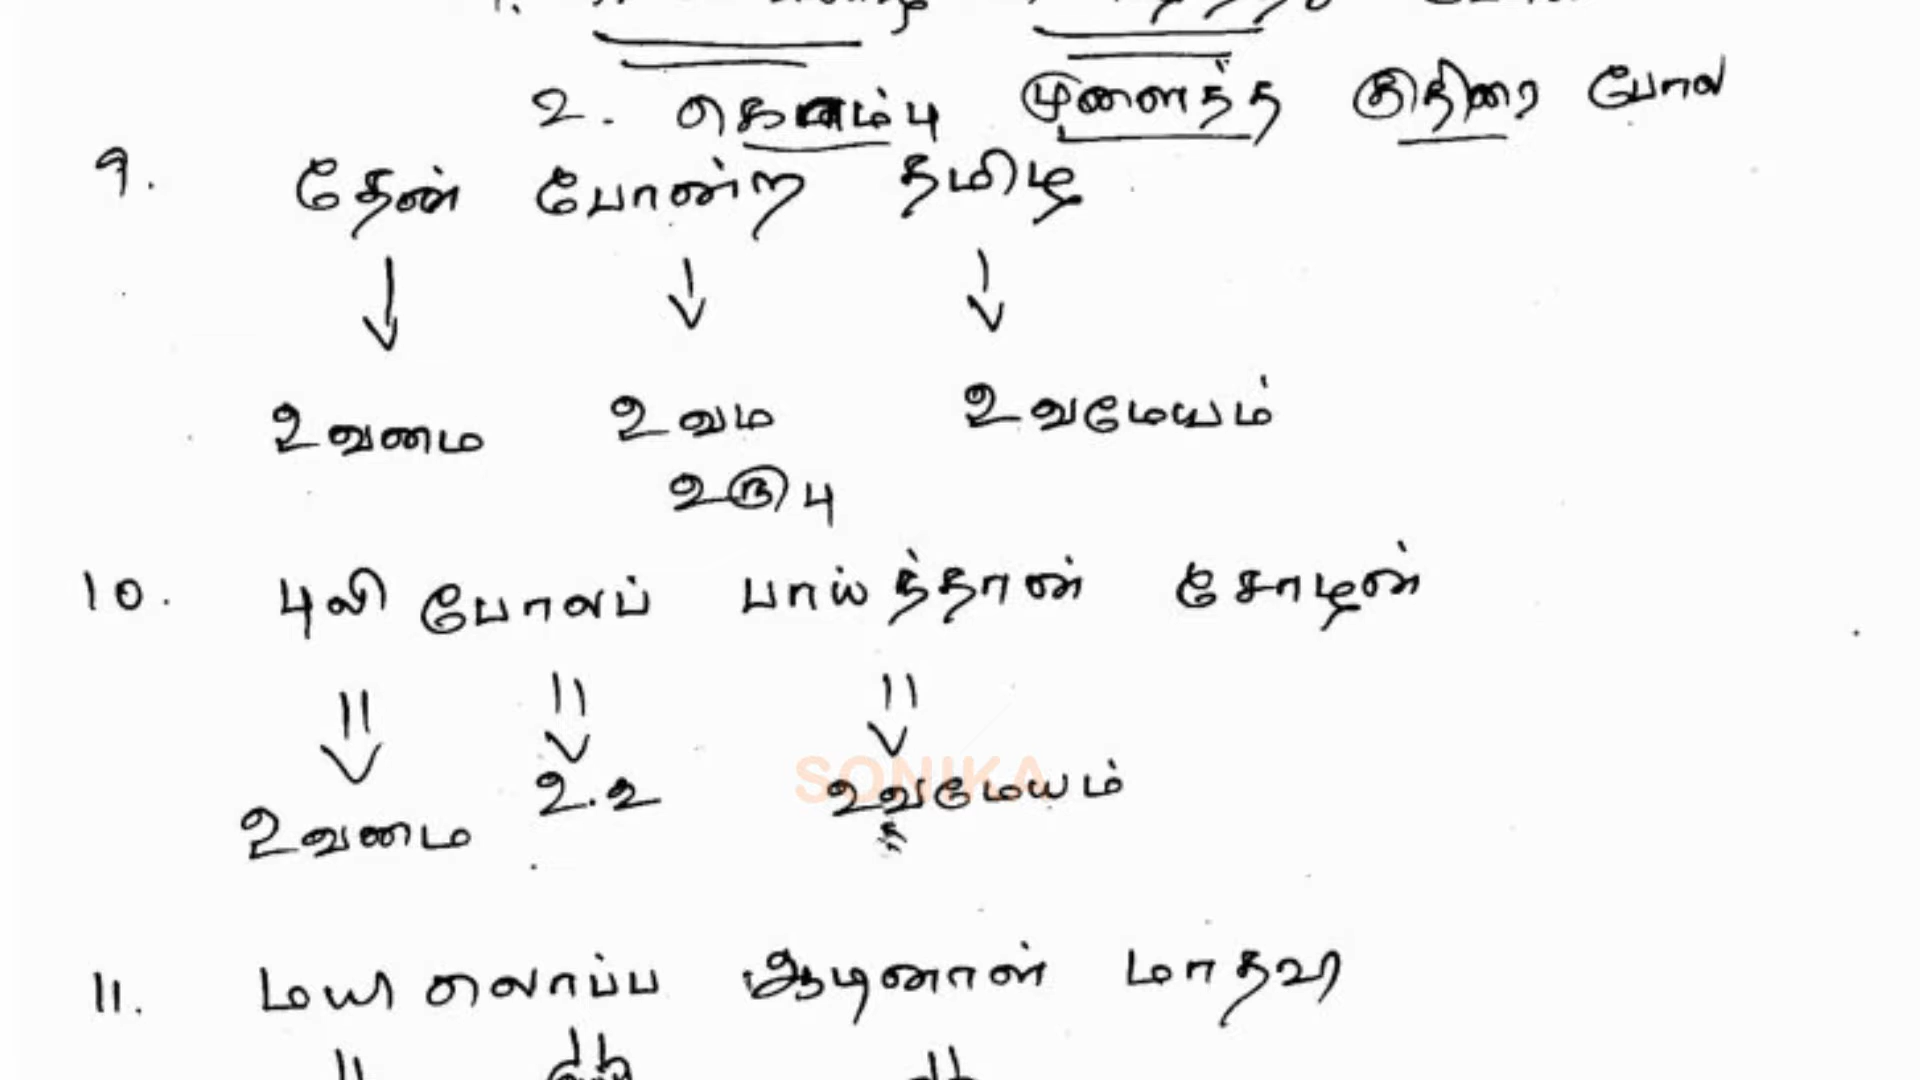 2. கொம்பு முளைத்த குதிரை போல
9. தேன் போன்ற தமிழ்
உவமை உவம உவமேயம்
உருபு
10. புலி போலப் பாய்ந்தான் சோழன்
உவமை உ.உ உவமேயம்
SONIKA
11. மயிலொப்ப ஆடினாள் மாதவி